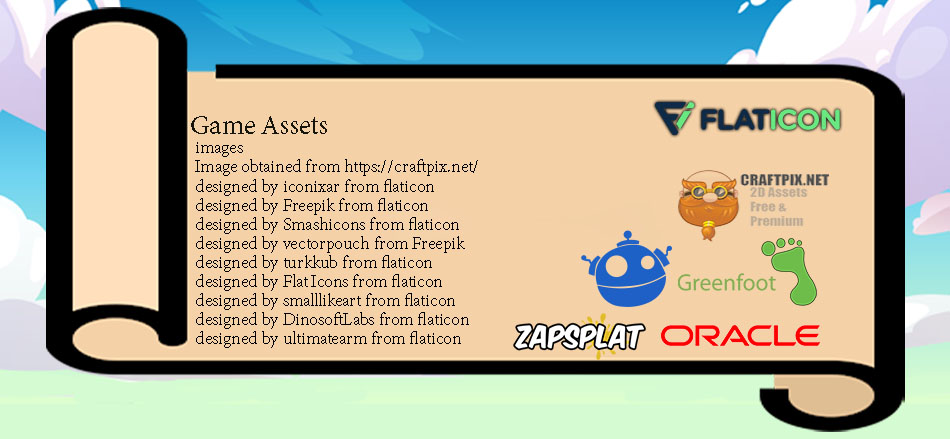 Game Assets
images
Image obtained from https://craftpix.net/
designed by iconixar from flaticon
designed by Freepik from flaticon
designed by Smashicons from flaticon
designed by vectorpouch from Freepik
designed by turkkub from flaticon
designed by Flat Icons from flaticon
designed by smalllikeart from flaticon
designed by DinosoftLabs from flaticon
designed by ultimatearm from flaticon
FLATICON
CRAFTPIX.NET
2D Assets
Free &
Premium
Greenfoot
ZAPSPLAT
ORACLE